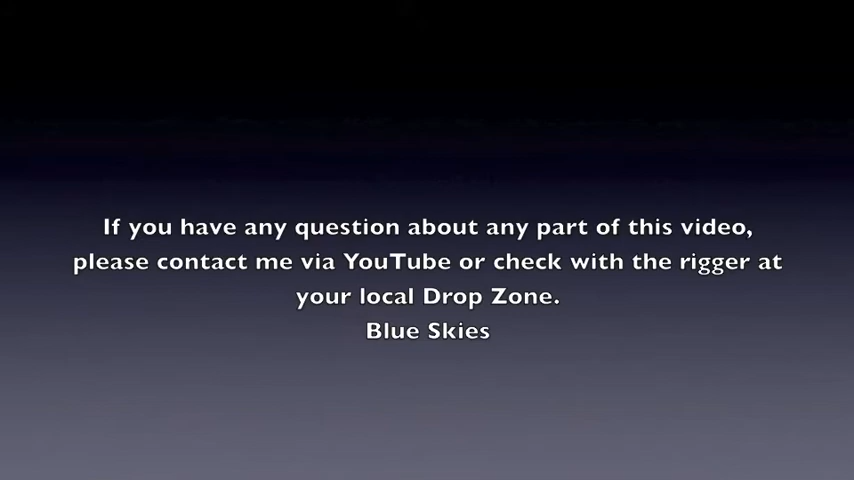 If you have any question about any part of this video,
please contact me via YouTube or check with the rigger at
your local Drop Zone.
Blue Skies